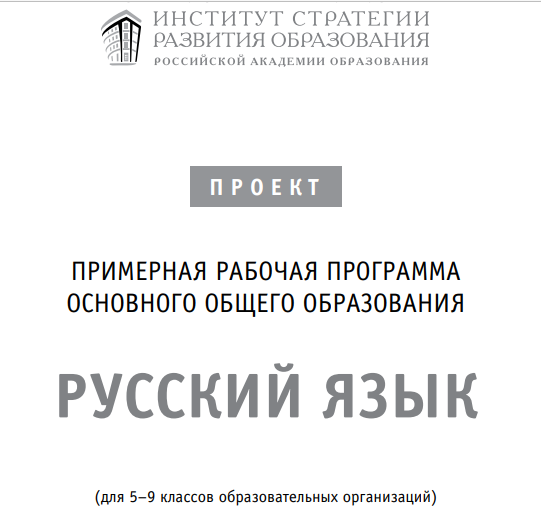 ИНСТИТУТ СТРАТЕГИИ
РАЗВИТИЯ ОБРАЗОВАНИЯ
РОССИЙСКОЙ АКАДЕМИИ ОБРАЗОВАНИЯ
ПРОЕКТ
ПРИМЕРНАЯ РАБОЧАЯ ПРОГРАММА
ОСНОВНОГО ОБЩЕГО ОБРАЗОВАНИЯ
РУССКИЙ ЯЗЫК
(для 5–9 классов образовательных организаций)